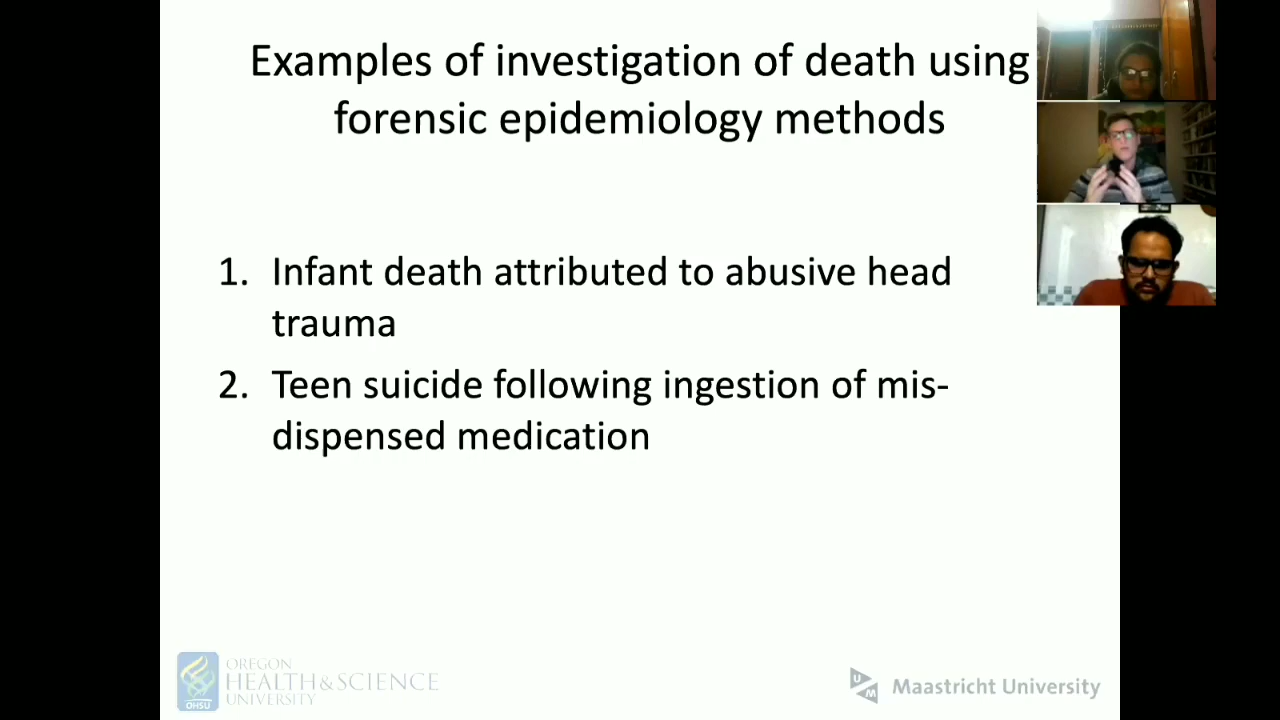 Examples of investigation of death using
forensic epidemiology methods
1. Infant death attributed to abusive head
trauma
2. Teen suicide following ingestion of mis-
dispensed medication
OHSU
OREGON
HEALTH&SCIENCE
UNIVERSITY
UM
Maastricht University